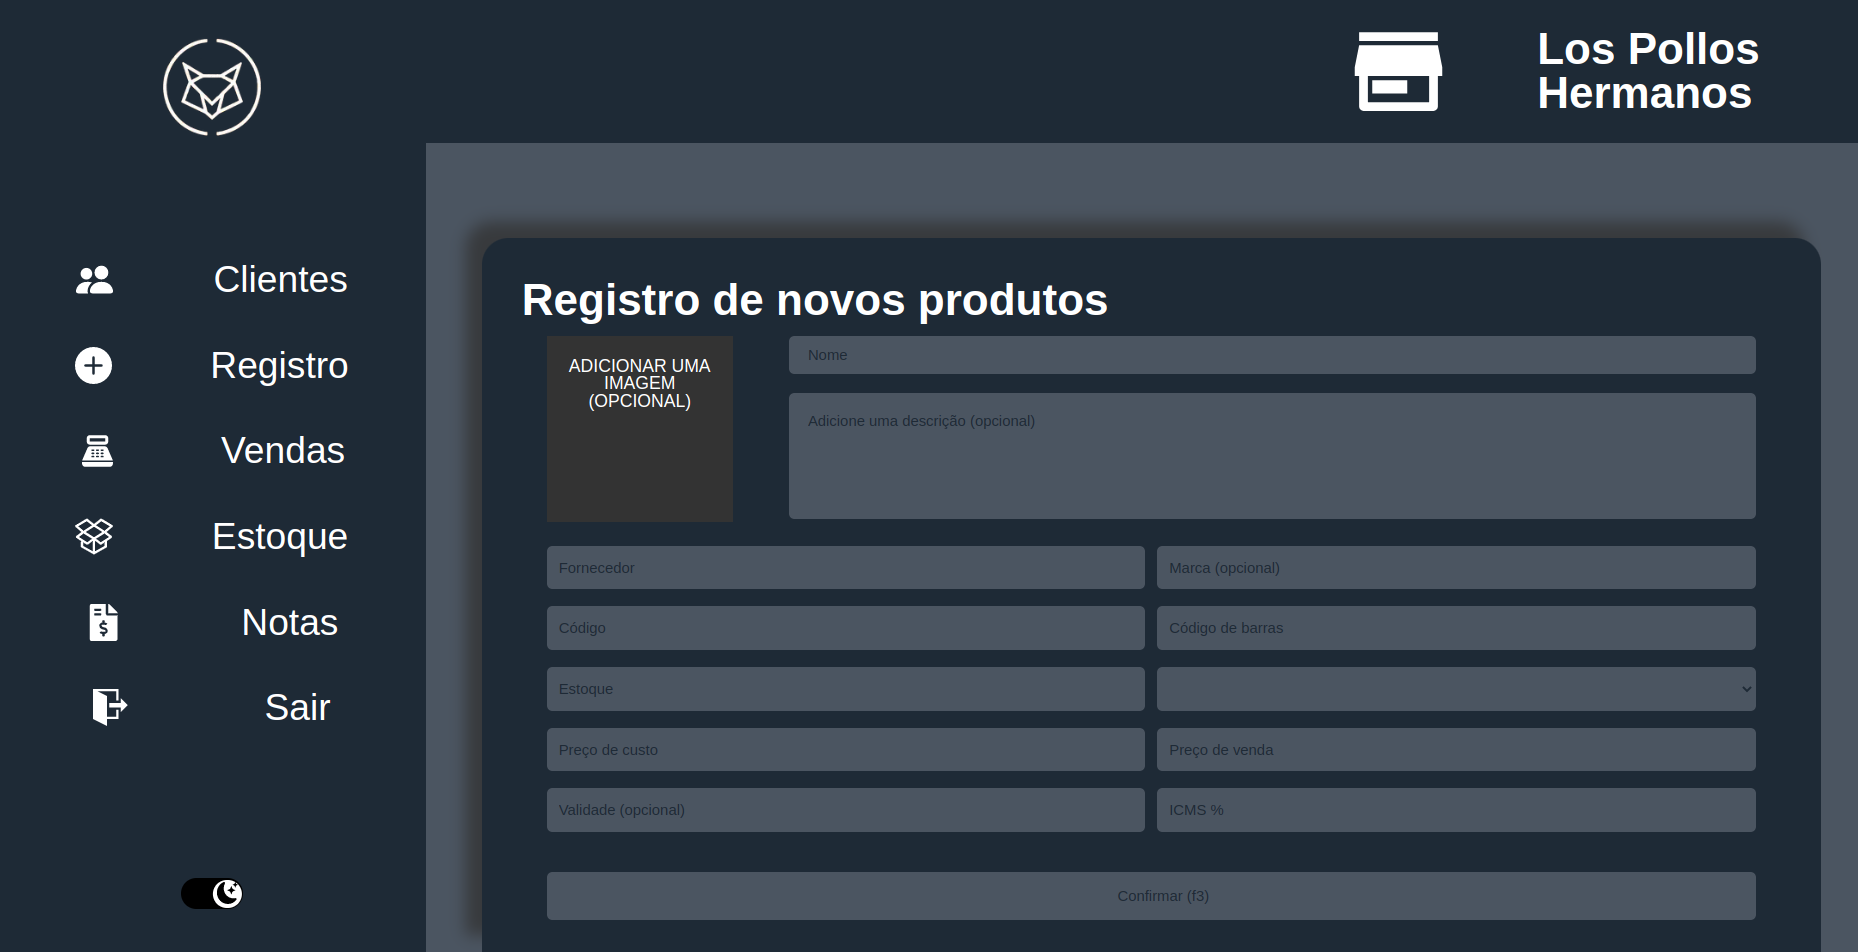 Los Pollos
Hermanos
Clientes
Registro
Vendas
Estoque
Notas
Sair
Registro de novos produtos
ADICIONAR UMA
IMAGEM
(OPCIONAL)
Nome
Adicione uma descrição (opcional)
Fornecedor
Marca (opcional)
Código
Código de barras
Estoque
Preço de custo
Preço de venda
Validade (opcional)
ICMS %
Confirmar (f3)